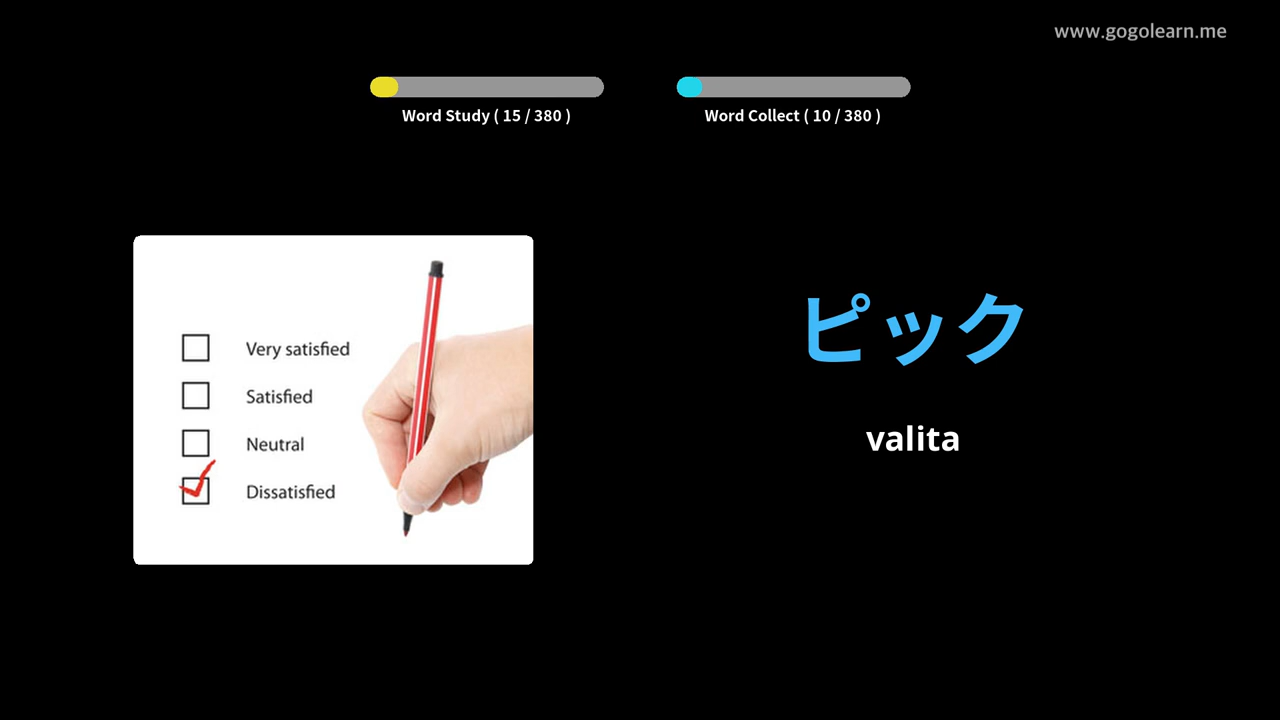 www.gogolearn.me
Word Study ( 15 / 380 )
Word Collect ( 10 / 380 )
Very satisfied
Satisfied
Neutral
Dissatisfied
ピック
valita